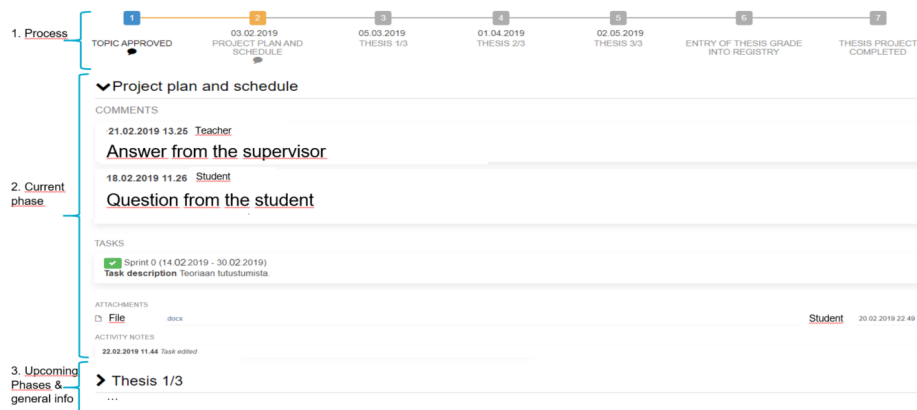 1. Process
1 2 3 4 5 6 7
03.02.2019 05.03.2019 01.04.2019 02.05.2019
TOPIC APPROVED PROJECT PLAN AND THESIS 1/3 THESIS 2/3 THESIS 3/3 ENTRY OF THESIS GRADE THESIS PROJECT
SCHEDULE INTO REGISTRY COMPLETED
Project plan and schedule
COMMENTS
21.02.2019 13.25 Teacher
Answer from the supervisor
18.02.2019 11.26 Student
2. Current
phase
Question from the student
TASKS
Sprint 0 (14.02.2019 - 30.02.2019)
Task description Teoriaan tutustumista.
ATTACHMENTS
File .docx Student 20.02.2019 22.49
ACTIVITY NOTES
22.02.2019 11.44 Task edited
3. Upcoming
Phases &
general info
Thesis 1/3
...